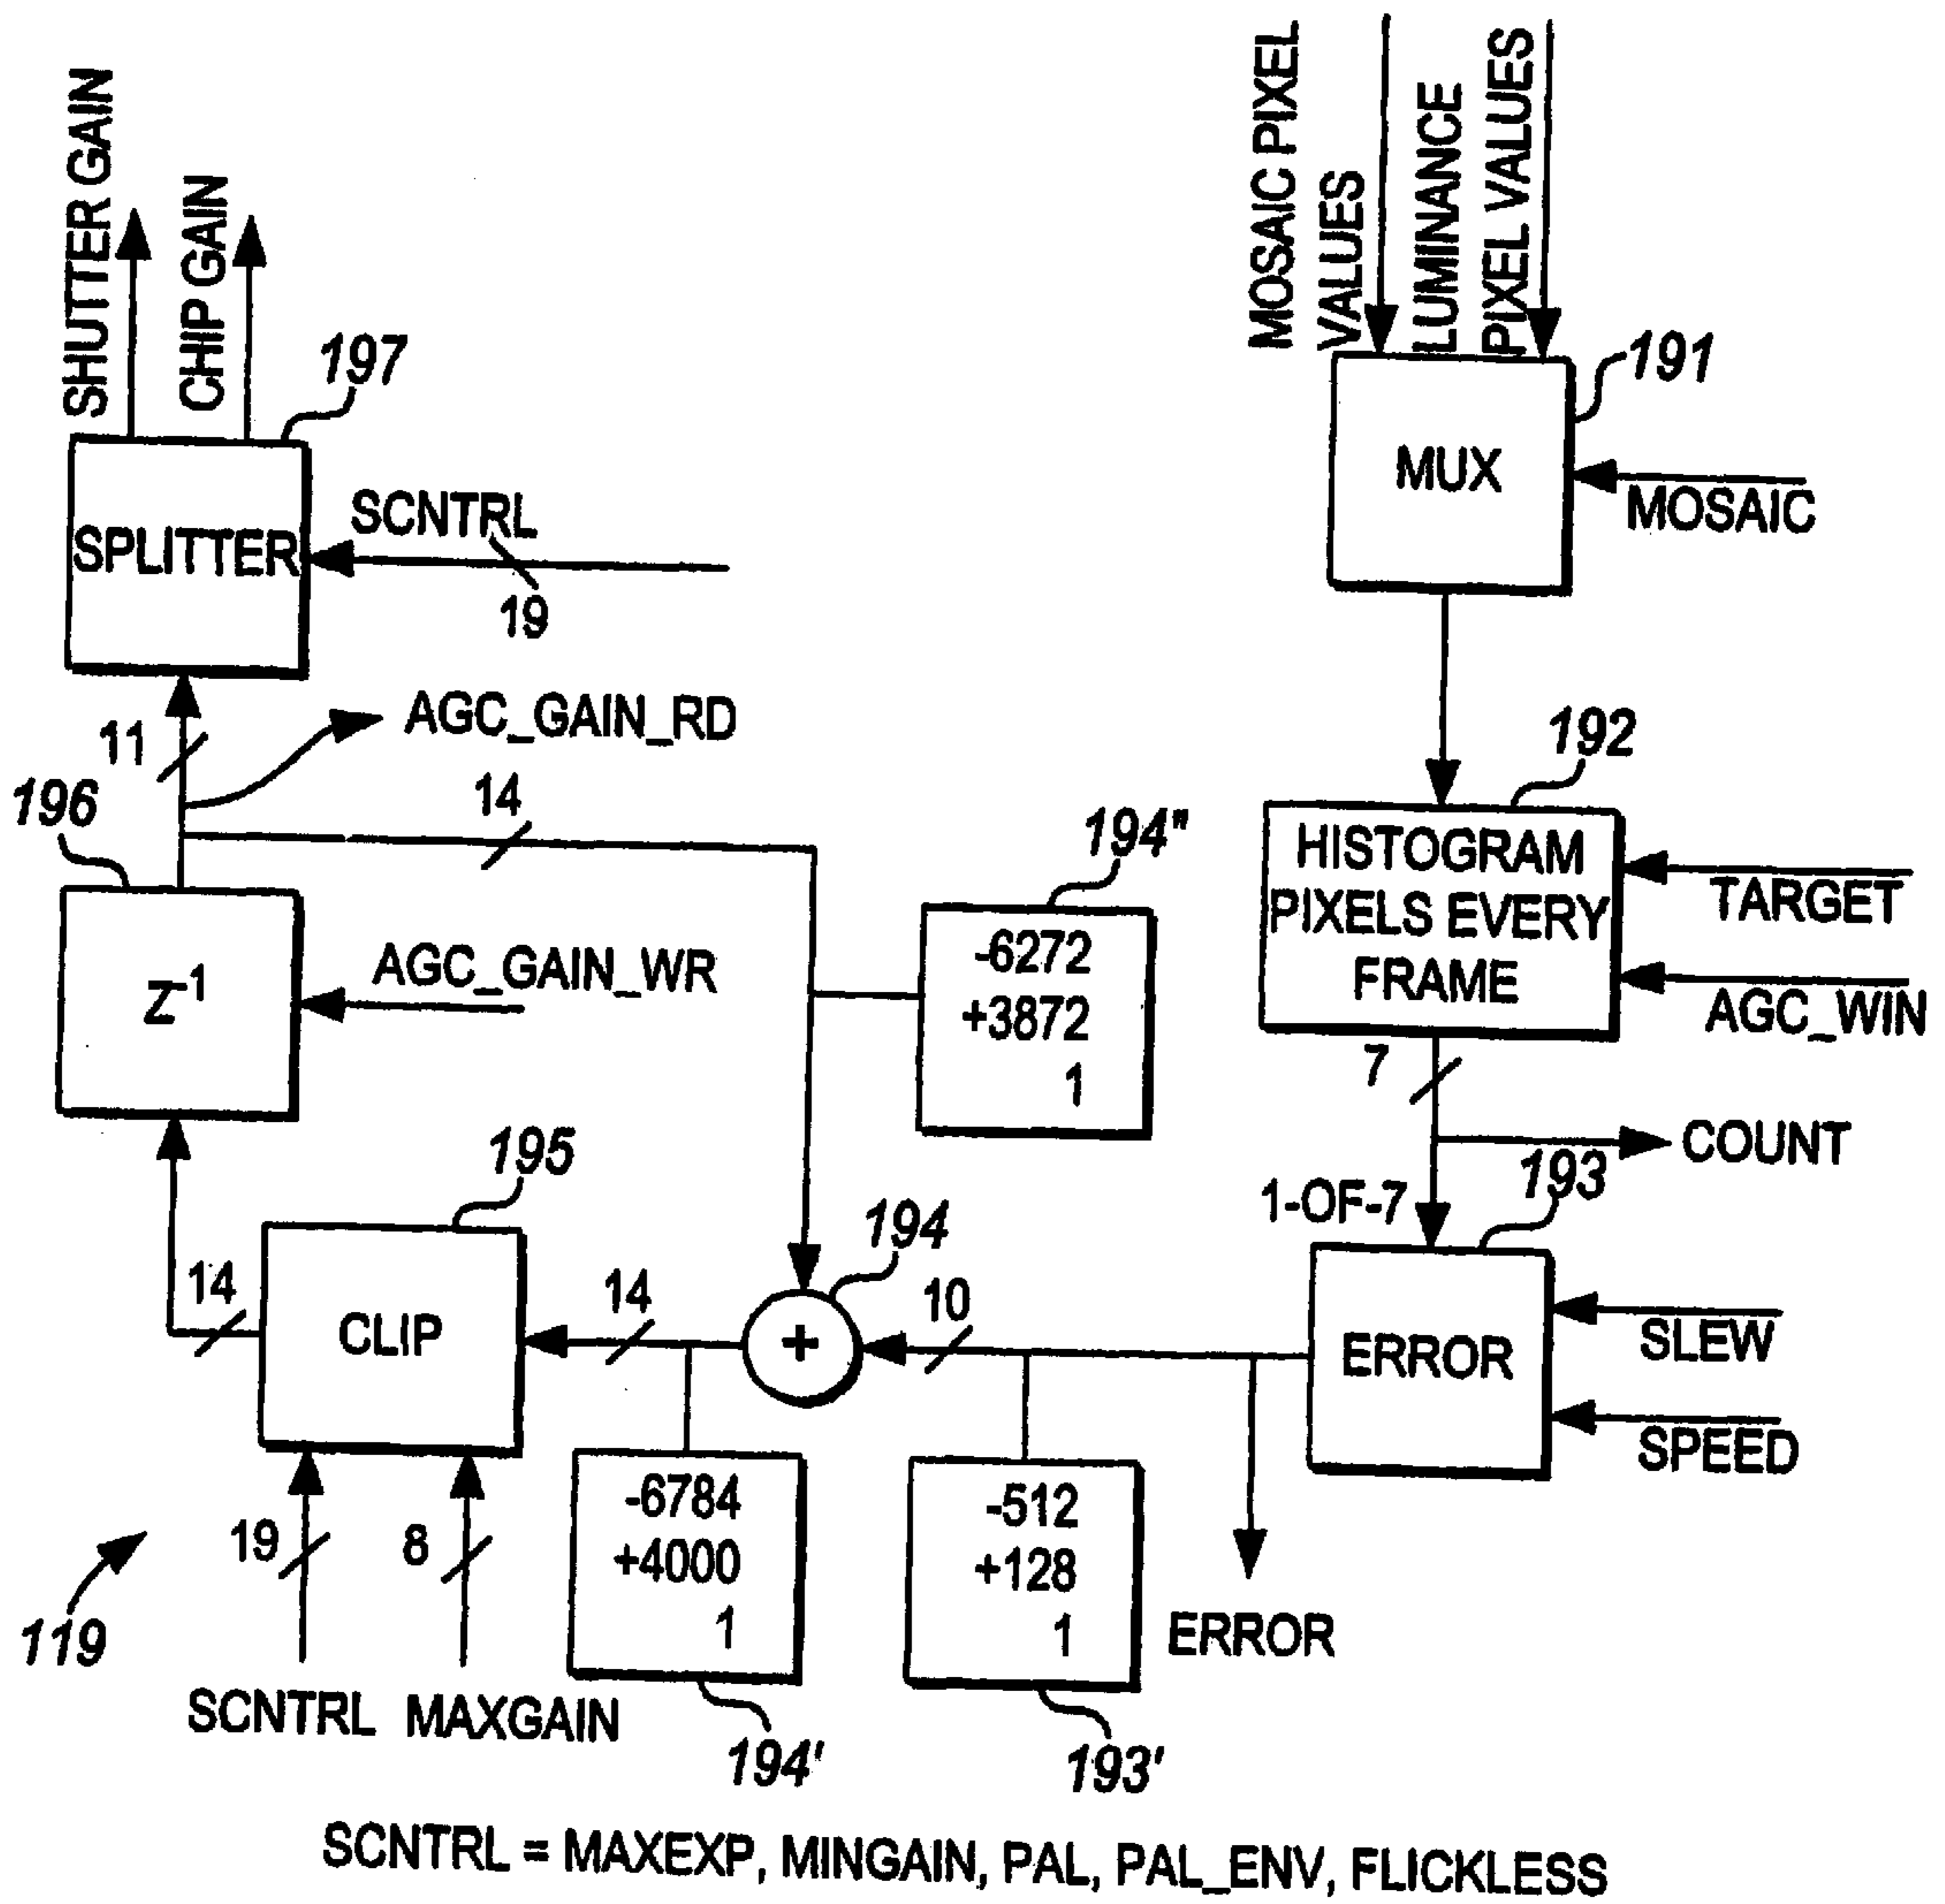 SHUTTER GAIN
CHIP GAIN
197
SPLITTER
SCNTRL
19
11
AGC_GAIN_RD
14
196
Z-1
AGC_GAIN_WR
194"
-6272
+3872
1
MOSAIC PIXEL
VALUES
LUMINANCE
PIXEL VALUES
191
MUX
MOSAIC
192
HISTOGRAM
PIXELS EVERY
FRAME
TARGET
AGC_WIN
7
COUNT
1-OF-7
193
ERROR
SLEW
SPEED
195
14
CLIP
14
194
+
10
19
8
SCNTRL
MAXGAIN
-6784
+4000
1
194'
-512
+128
1
193'
ERROR
119
SCNTRL = MAXEXP, MINGAIN, PAL, PAL_ENV, FLICKLESS